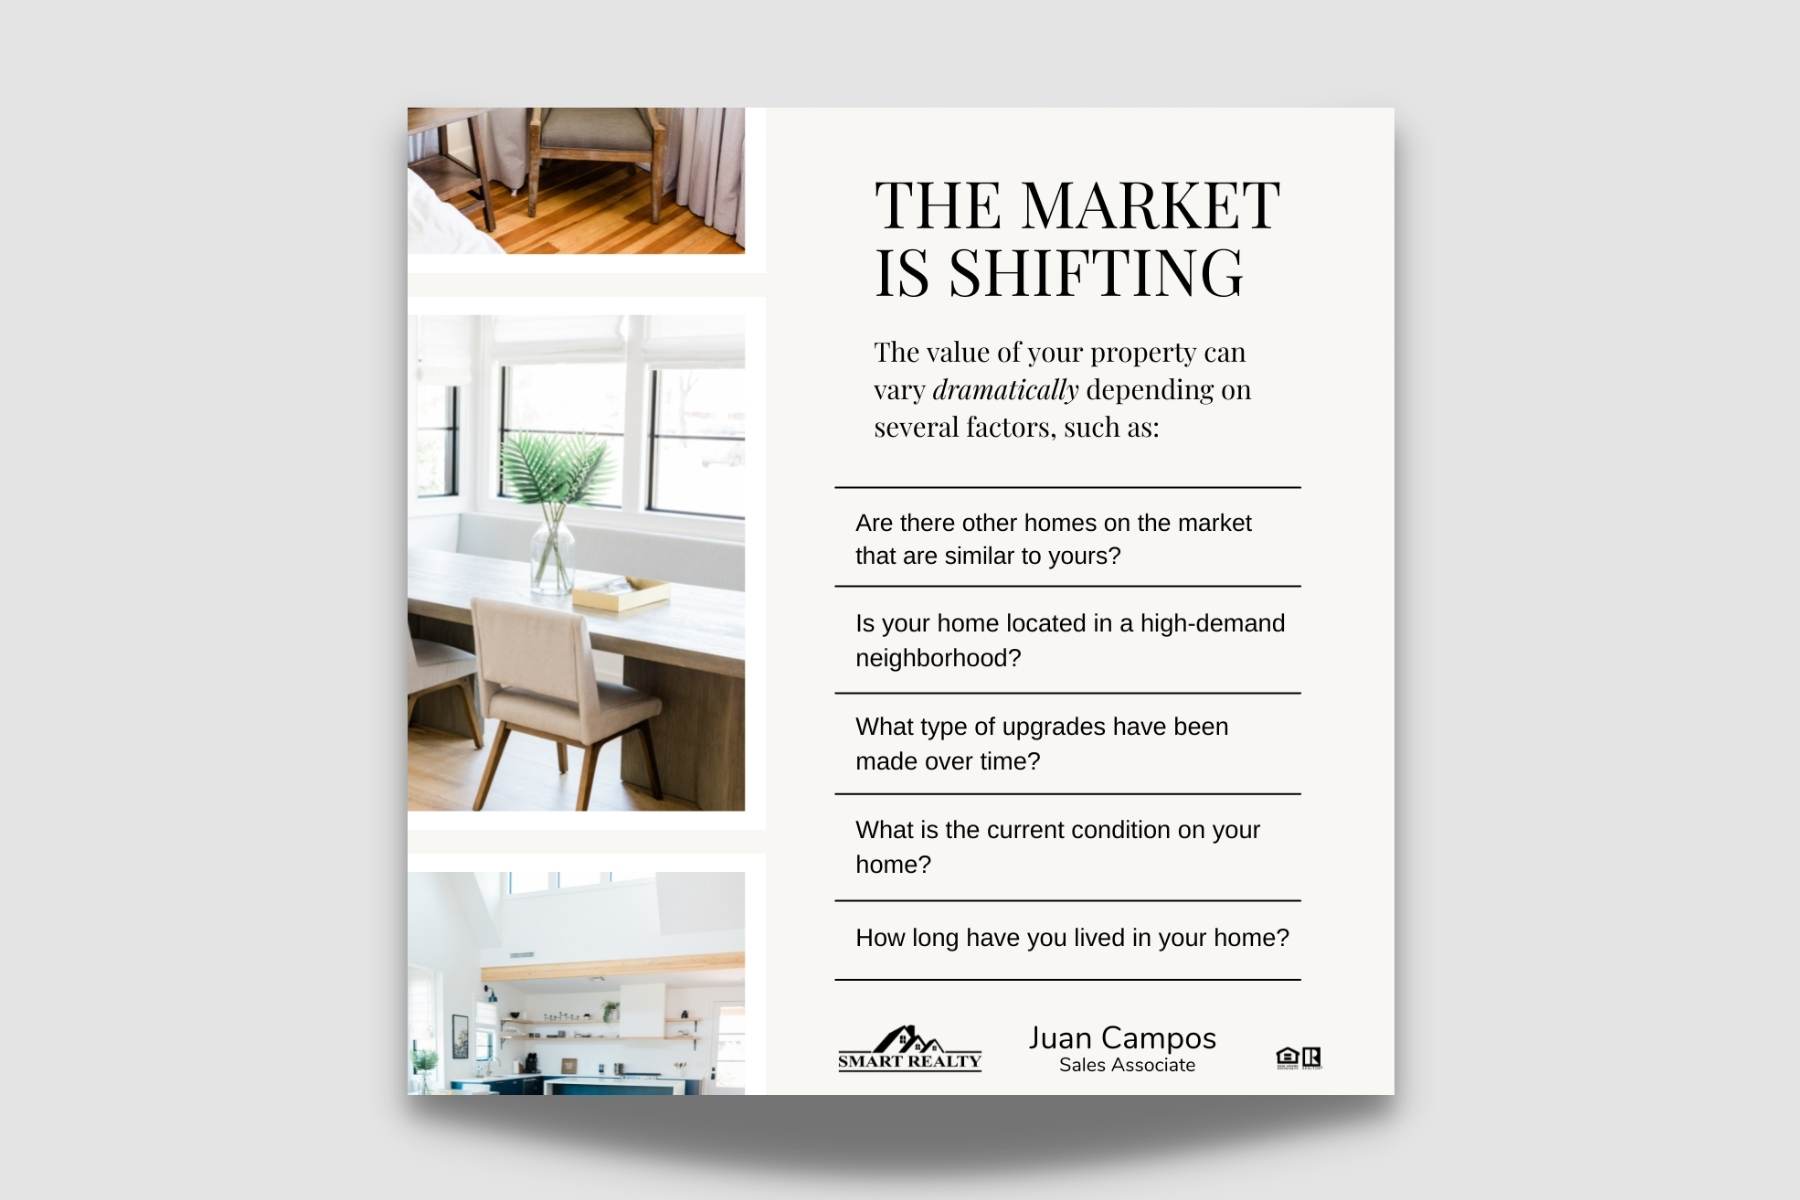 THE MARKET
IS SHIFTING
The value of your property can
vary dramatically depending on
several factors, such as:
Are there other homes on the market
that are similar to yours?
Is your home located in a high-demand
neighborhood?
What type of upgrades have been
made over time?
What is the current condition on your
home?
How long have you lived in your home?
SMART REALTY
Juan Campos
Sales Associate
R